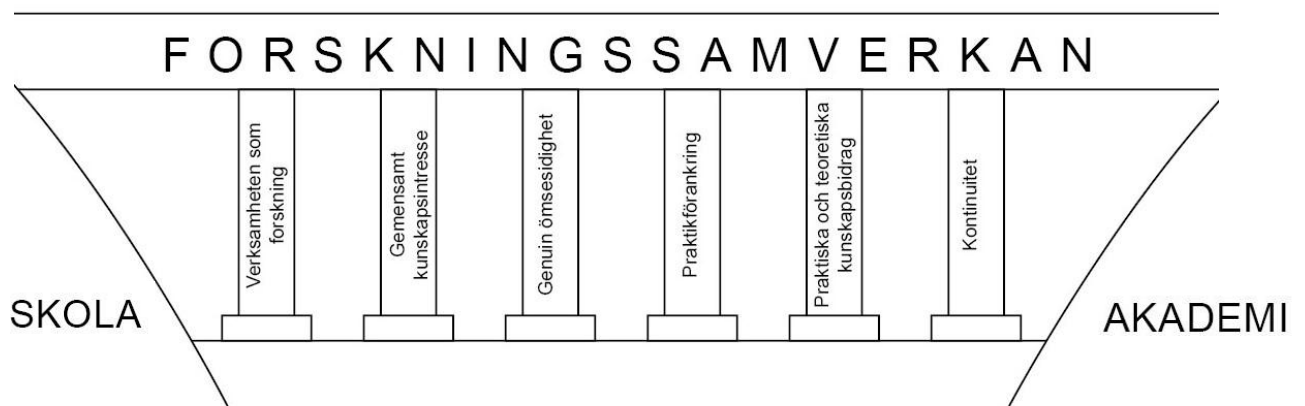 FORSKNINGSSAMVERKAN
Verksamheten som
forskning
Gemensamt
kunskapsintresse
Genuin ömsesidighet
Praktikförankring
Praktiska och teoretiska
kunskapsbidrag
Kontinuitet
SKOLA
AKADEMI